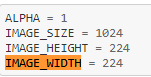 ALPHA = 1
IMAGE_SIZE = 1024
IMAGE_HEIGHT = 224
IMAGE_WIDTH = 224